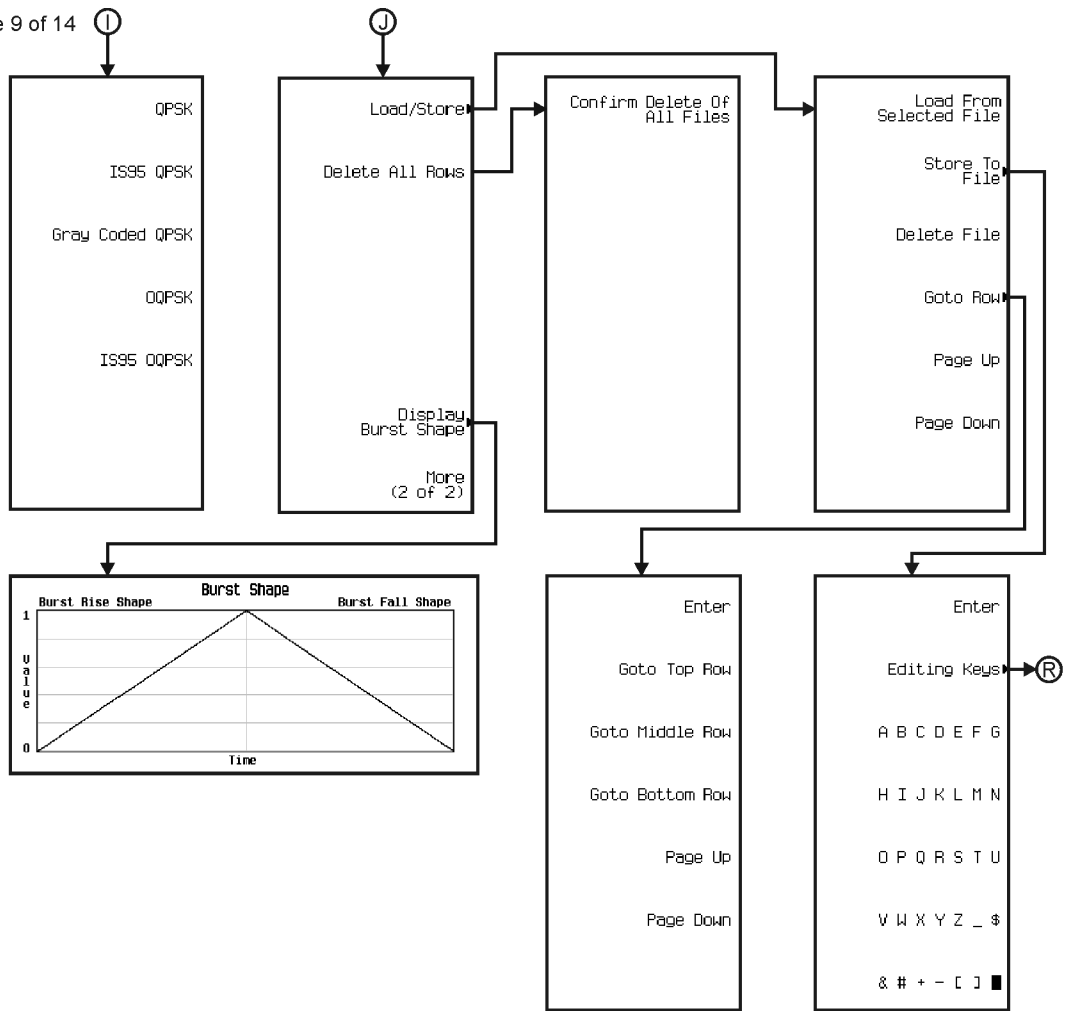 e 9 of 14
I
J
QPSK
IS95 QPSK
Gray Coded QPSK
OQPSK
IS95 OQPSK
Load/Store
Delete All Rows
Display
Burst Shape
More
(2 of 2)
Confirm Delete Of
All Files
Load From
Selected File
Store To
File
Delete File
Goto Row
Page Up
Page Down
Burst Shape
Burst Rise Shape
Burst Fall Shape
1
Value
0
Time
Enter
Goto Top Row
Goto Middle Row
Goto Bottom Row
Page Up
Page Down
Enter
Editing Keys
R
A B C D E F G
H I J K L M N
O P Q R S T U
V W X Y Z _ $
& # + - [ ] █